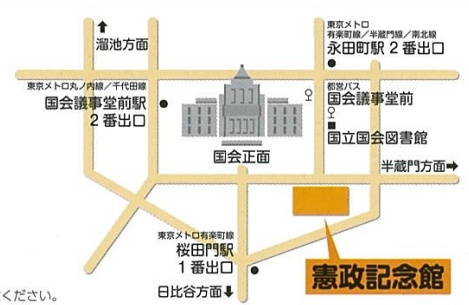 ↑
溜池方面
東京メトロ
有楽町線／半蔵門線／南北線
永田町駅 2 番出口
東京メトロ丸ノ内線／千代田線
国会議事堂前駅
2 番出口
都営バス
国会議事堂前
国立国会図書館
国会正面
半蔵門方面→
東京メトロ有楽町線
桜田門駅
1 番出口
憲政記念館
日比谷方面↓
ください。